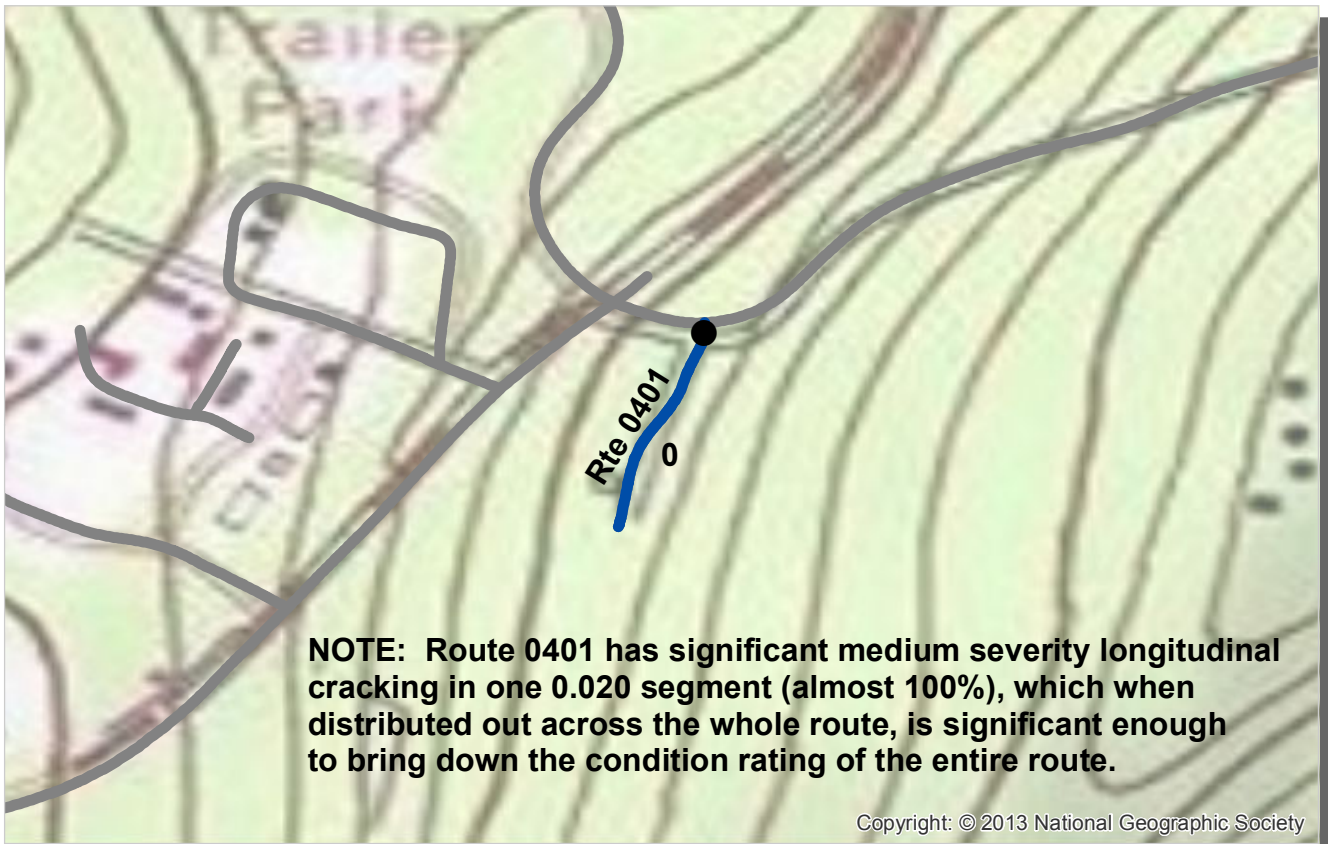 Trailer
Park
Rte 0401
0
NOTE:  Route 0401 has significant medium severity longitudinal
cracking in one 0.020 segment (almost 100%), which when
distributed out across the whole route, is significant enough
to bring down the condition rating of the entire route.
Copyright: © 2013 National Geographic Society